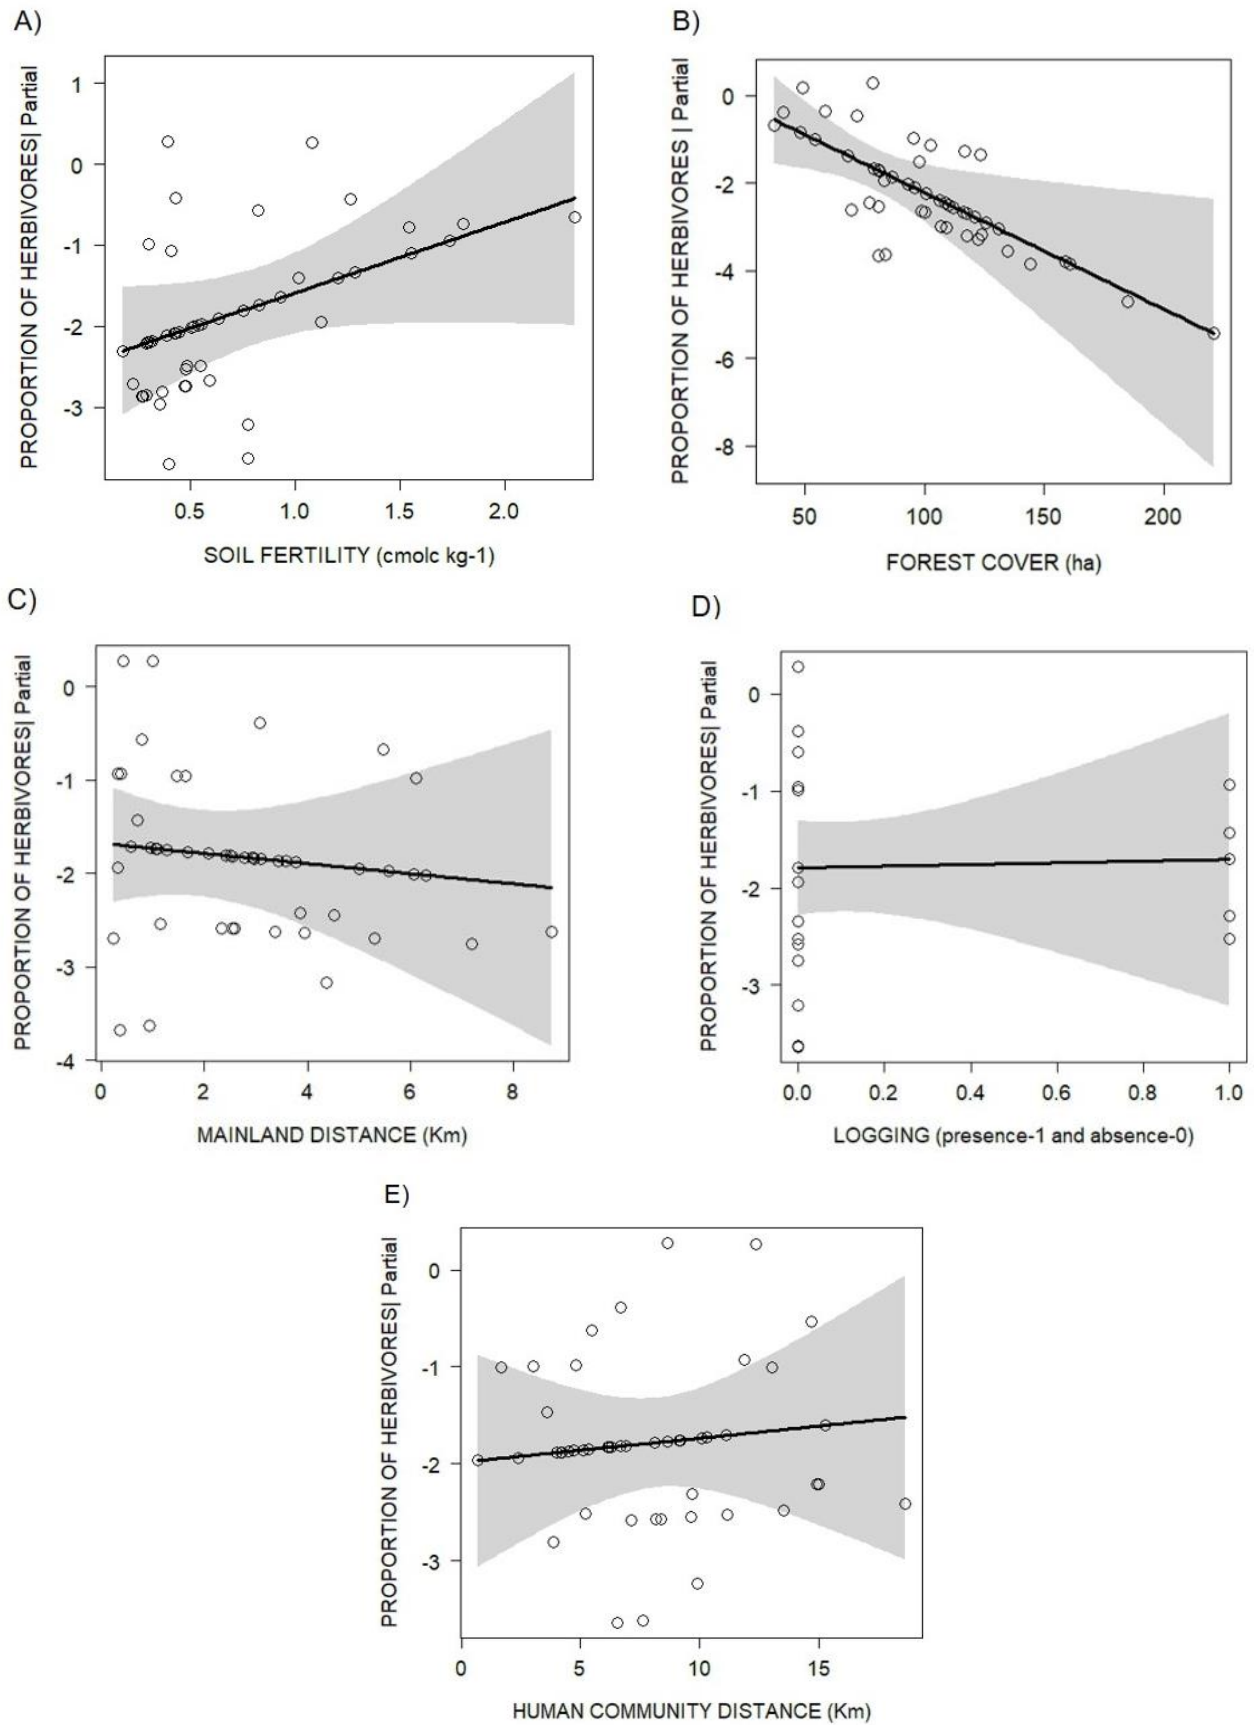 A)
PROPORTION OF HERBIVORES| Partial
1
0
-1
-2
-3
0.5 1.0 1.5 2.0
SOIL FERTILITY (cmolc kg-1)
B)
PROPORTION OF HERBIVORES | Partial
0
-2
-4
-6
-8
50 100 150 200
FOREST COVER (ha)
C)
PROPORTION OF HERBIVORES| Partial
0
-1
-2
-3
-4
0 2 4 6 8
MAINLAND DISTANCE (Km)
D)
PROPORTION OF HERBIVORES| Partial
0
-1
-2
-3
0.0 0.2 0.4 0.6 0.8 1.0
LOGGING (presence-1 and absence-0)
E)
PROPORTION OF HERBIVORES| Partial
0
-1
-2
-3
0 5 10 15
HUMAN COMMUNITY DISTANCE (Km)